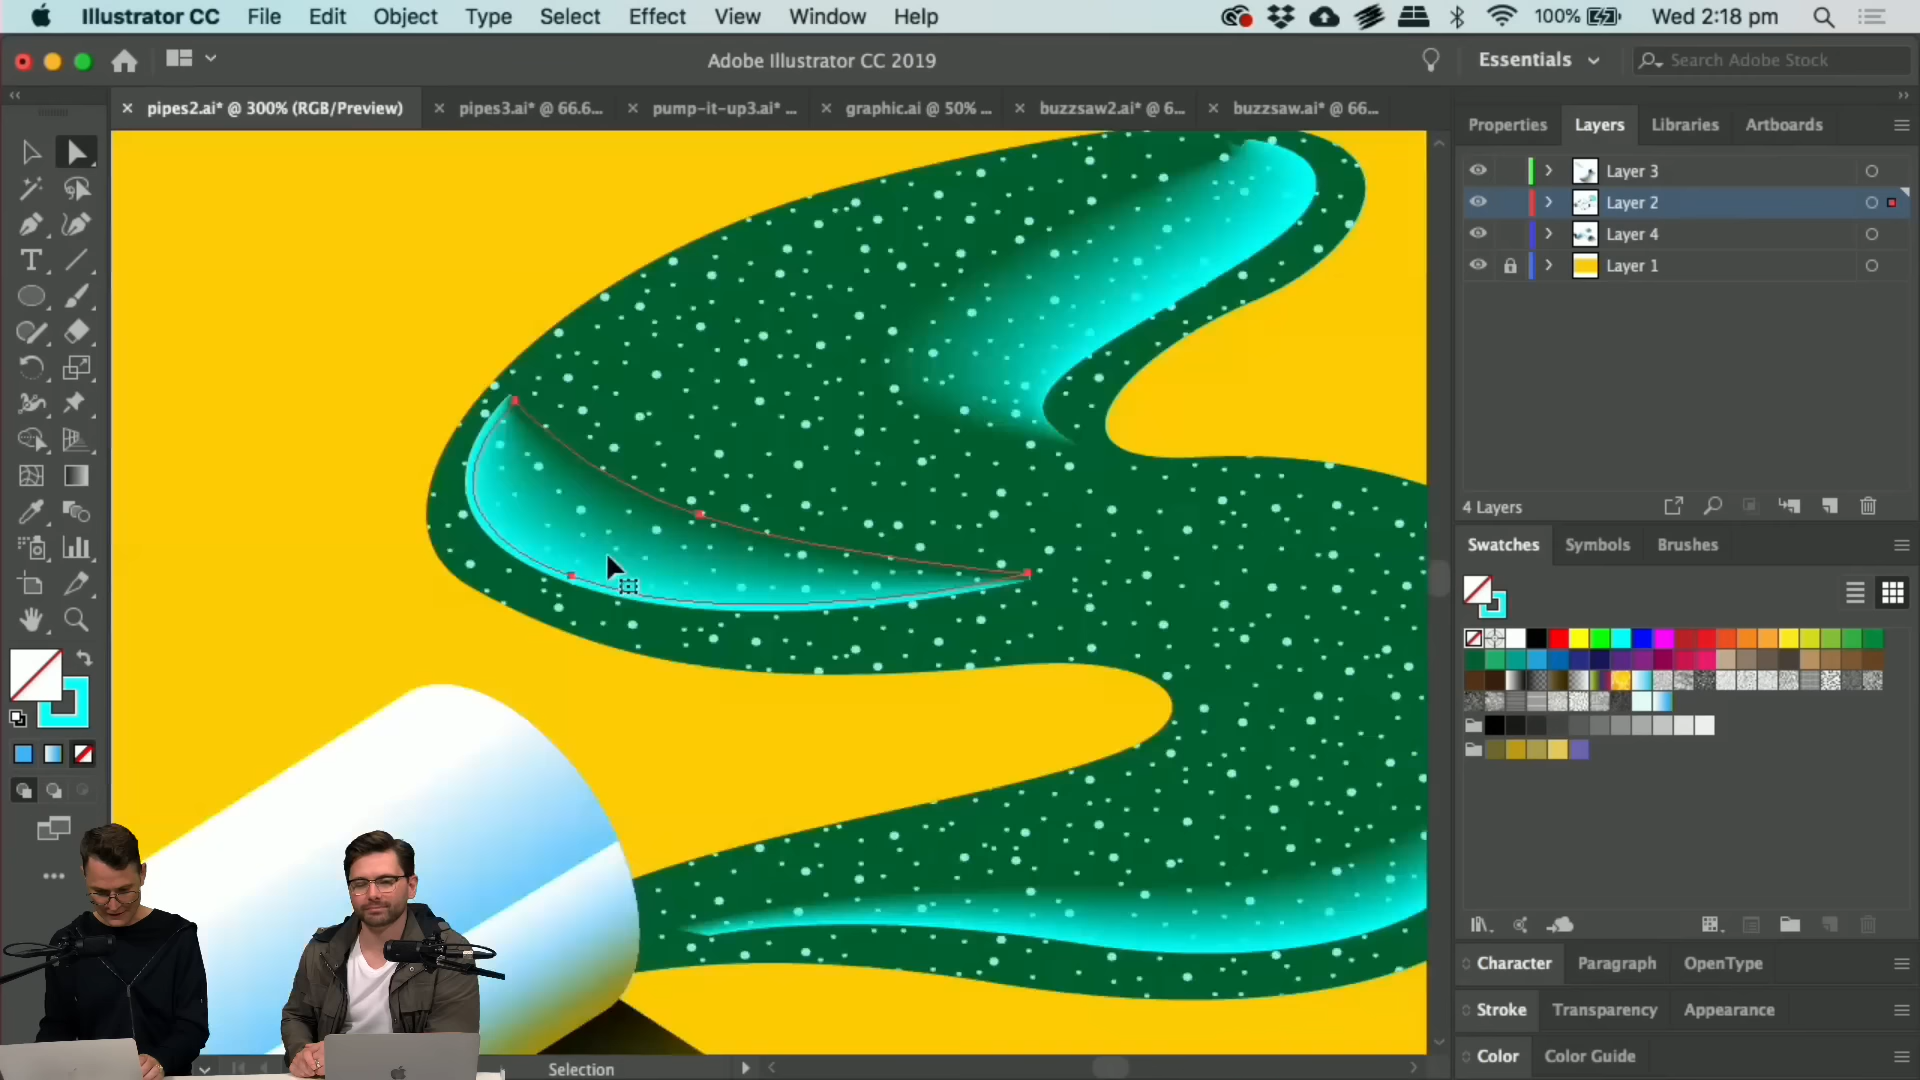 Illustrator CC File Edit Object Type Select Effect View Window Help 100% Wed 2:18 pm
Adobe Illustrator CC 2019 Essentials Search Adobe Stock
pipes2.ai* @ 300% (RGB/Preview) pipes3.ai* @ 66.6... pump-it-up3.ai* ... graphic.ai @ 50% ... buzzsaw2.ai* @ 6... buzzsaw.ai* @ 66...
Properties Layers Libraries Artboards
Layer 3
Layer 2
Layer 4
Layer 1
4 Layers
Swatches Symbols Brushes
Character Paragraph OpenType
Stroke Transparency Appearance
Color Color Guide
Selection